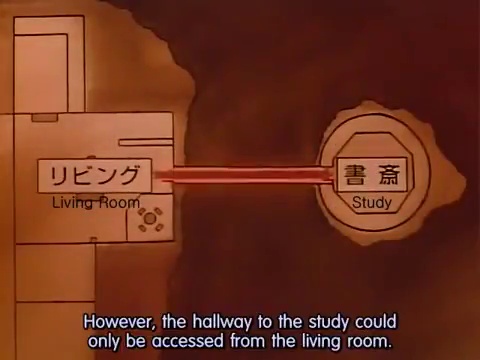 リビング
Living Room
書斎
Study
However, the hallway to the study could
only be accessed from the living room.